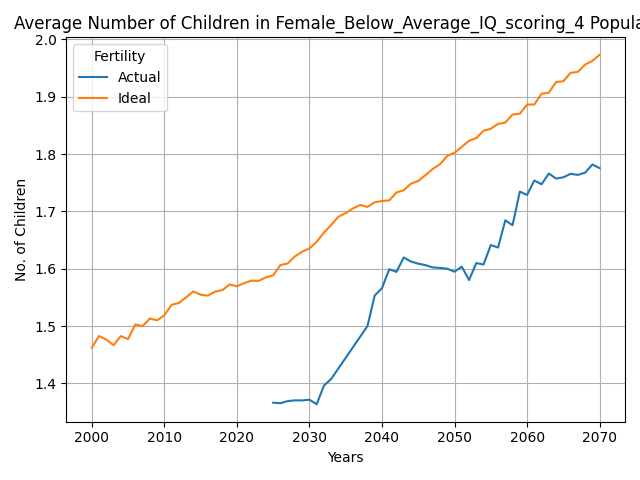 Average Number of Children in Female_Below_Average_IQ_scoring_4 Popula
2.0
1.9
1.8
1.7
1.6
1.5
1.4
No. of Children
Fertility
Actual
Ideal
2000 2010 2020 2030 2040 2050 2060 2070
Years